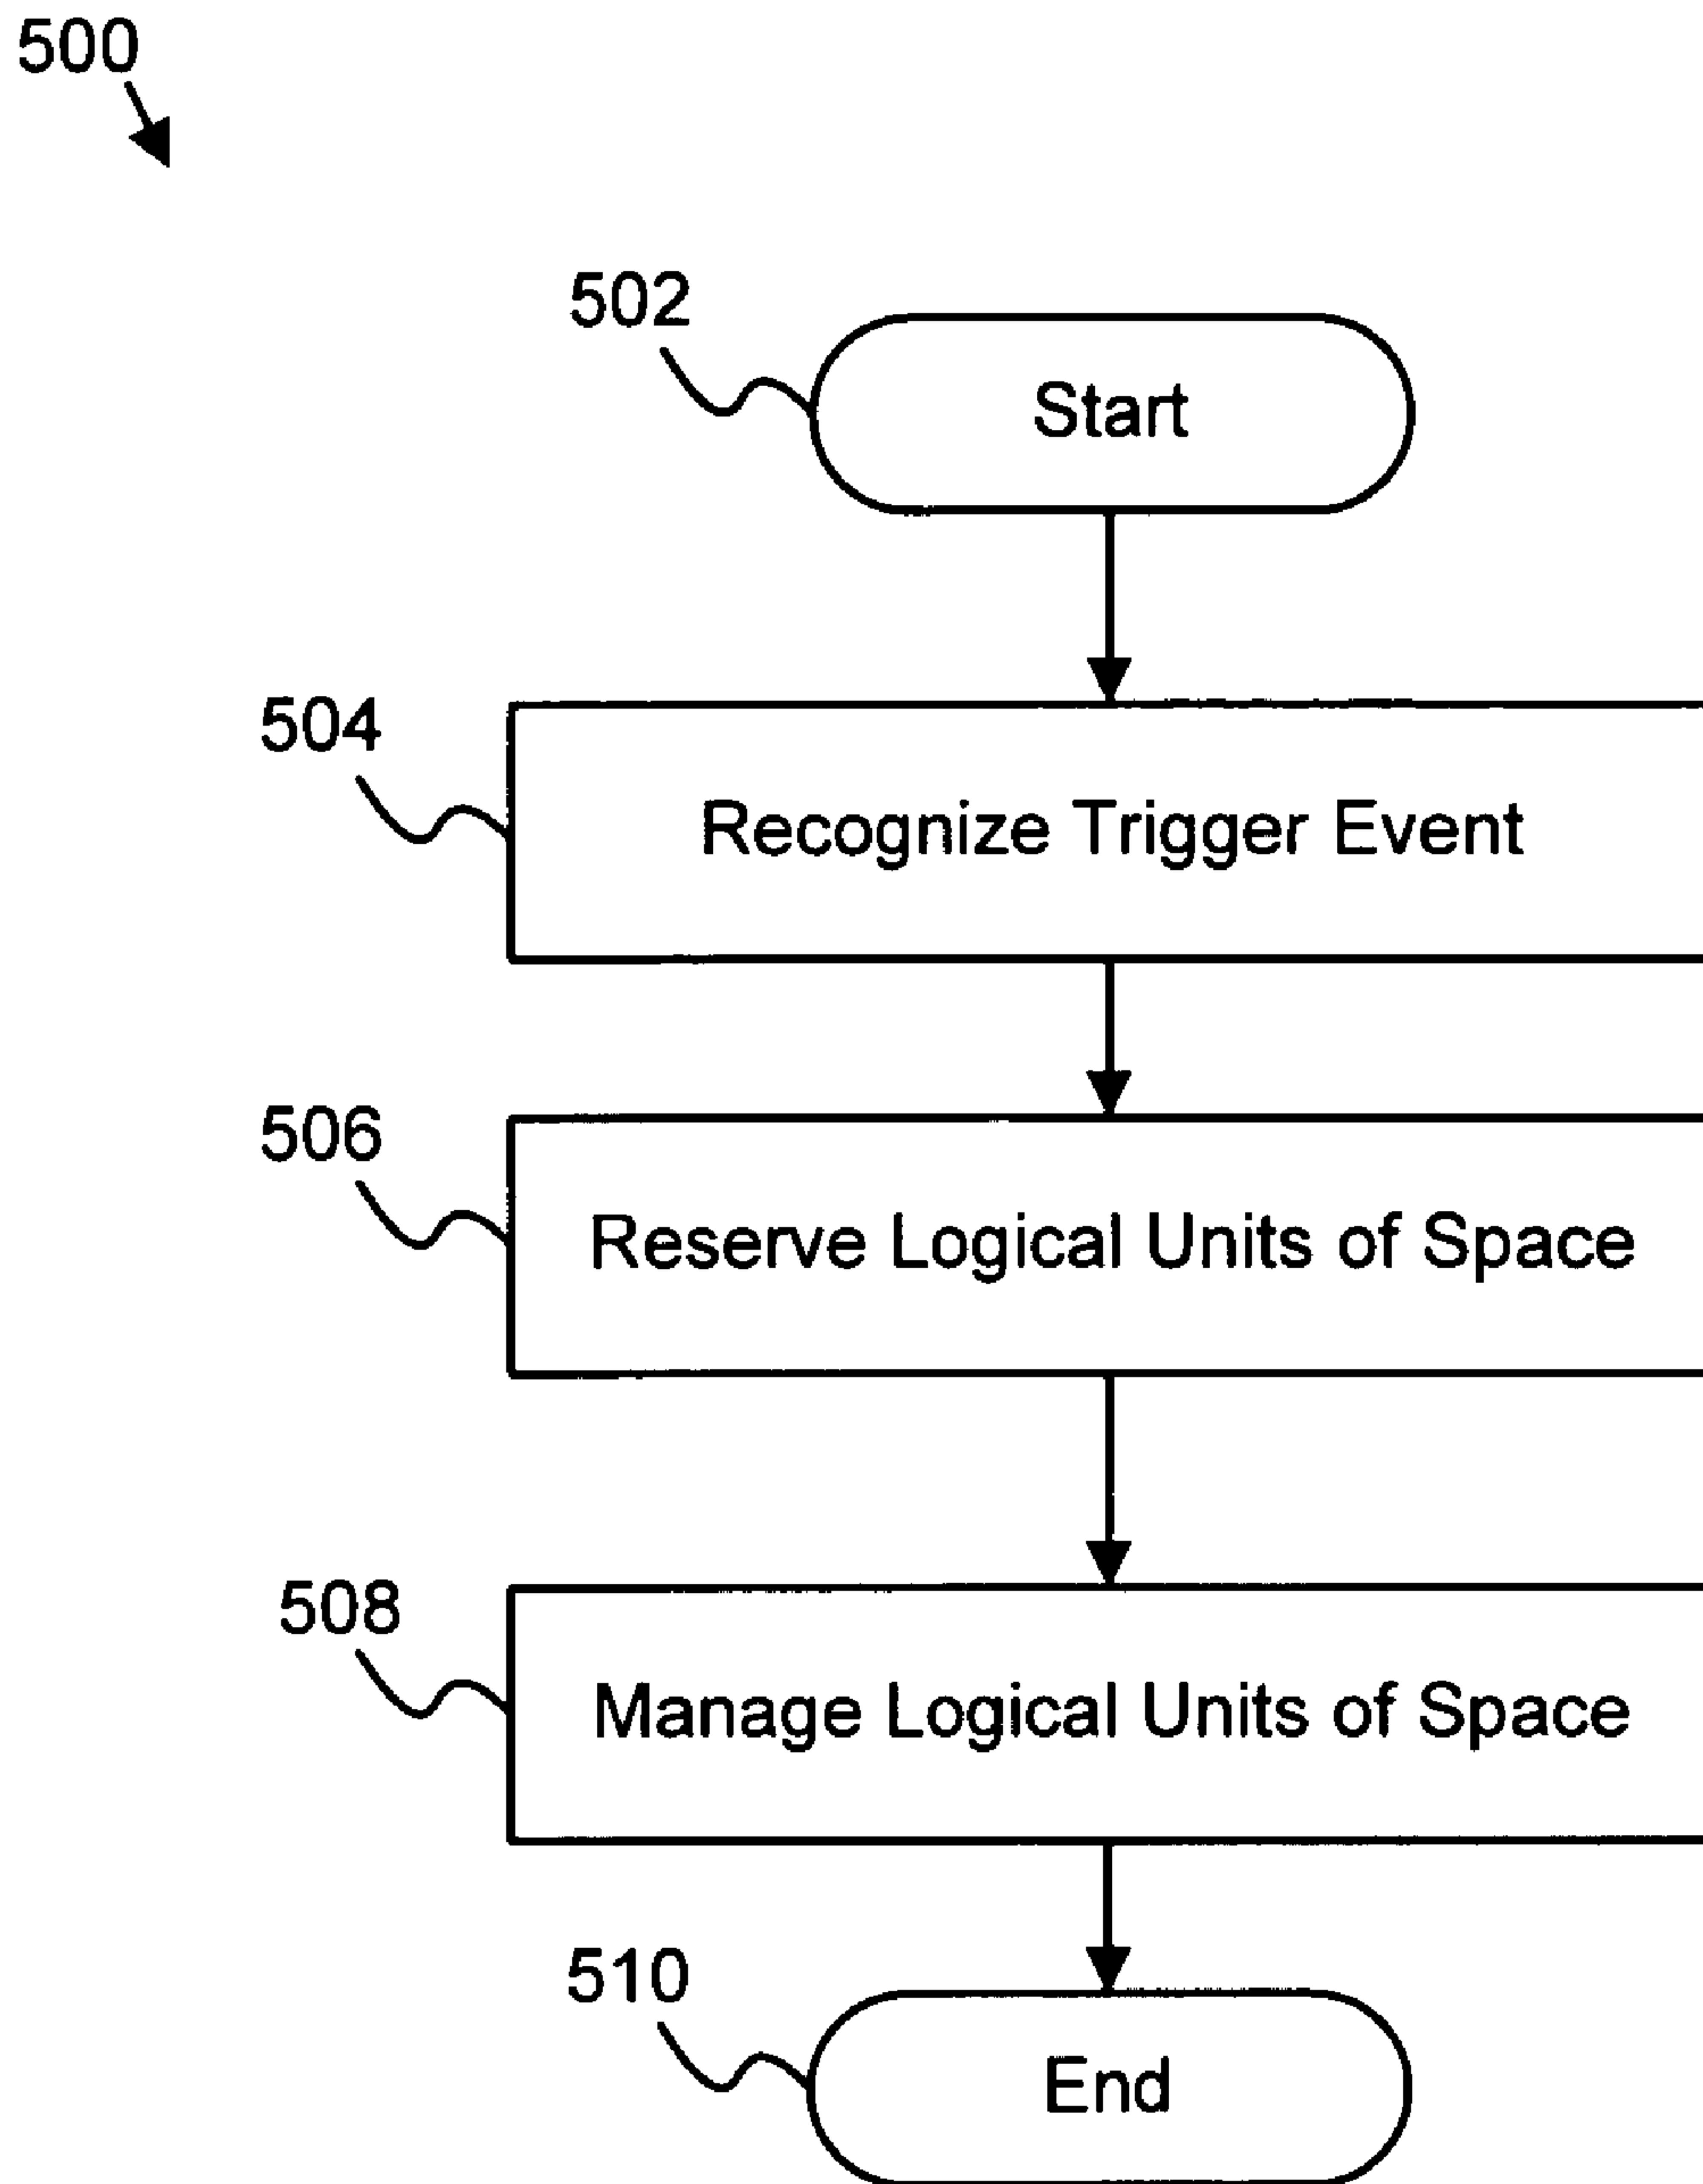 500
502
Start
504
Recognize Trigger Event
506
Reserve Logical Units of Space
508
Manage Logical Units of Space
510
End